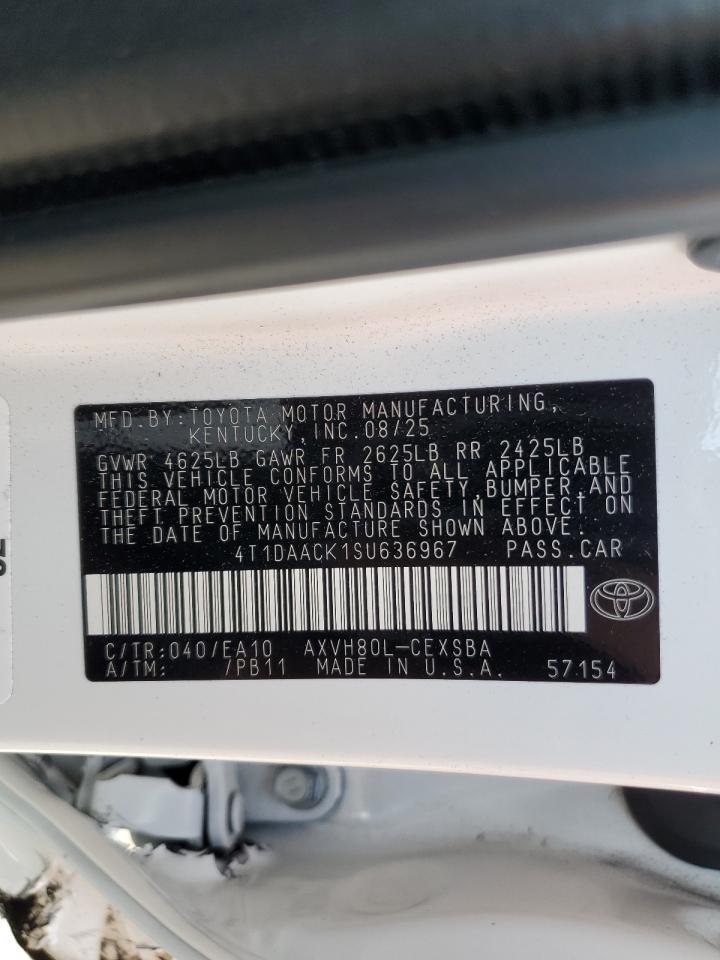 MFD.BY:TOYOTA MOTOR MANUFACTURING,
KENTUCKY,INC.08/25
GVWR 4625LB GAWR FR 2625LB RR 2425LB
THIS VEHICLE CONFORMS TO ALL APPLICABLE
FEDERAL MOTOR VEHICLE SAFETY,BUMPER,AND
THEFT PREVENTION STANDARDS IN EFFECT ON
THE DATE OF MANUFACTURE SHOWN ABOVE.
4T1DAACK1SU636967 PASS.CAR
C/TR:040/EA10 AXVH80L-CEXSBA
A/TM: /PB11 MADE IN U.S.A. 57154